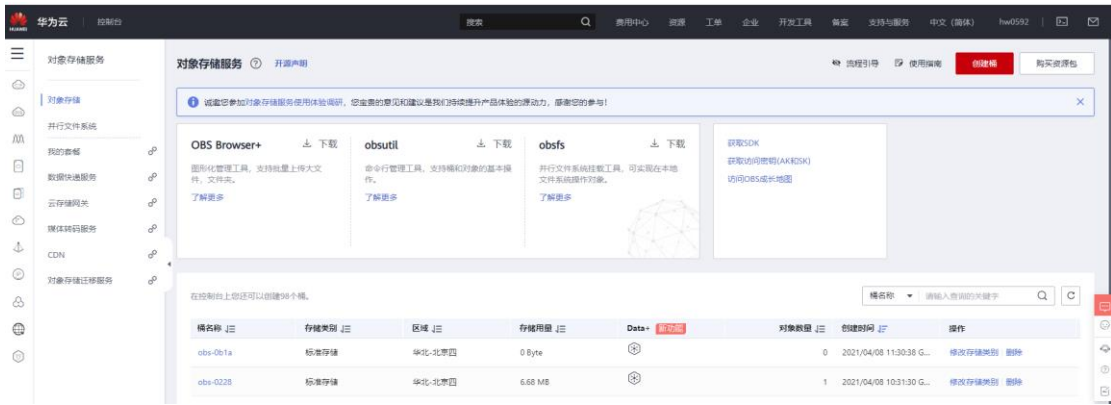 HUAWEI
华为云
控制台
搜索
费用中心
资源
工单
企业
开发工具
备案
支持与服务
中文 (简体)
hw0592
对象存储服务
对象存储
并行文件系统
我的套餐
数据快递服务
云存储网关
媒体转码服务
CDN
对象存储迁移服务
对象存储服务
开源声明
流程引导
使用指南
创建桶
购买资源包
诚邀您参加对象存储服务使用体验调研，您宝贵的意见和建议是我们持续提升产品体验的源动力，感谢您的参与！
OBS Browser+
下载
图形化管理工具，支持批量上传大文
件，文件夹。
了解更多
obsutil
下载
命令行管理工具，支持桶和对象的基本操
作。
了解更多
obsfs
下载
并行文件系统挂载工具，可实现在本地
文件系统操作对象。
了解更多
获取SDK
获取访问密钥(AK和SK)
访问OBS成长地图
在控制台上您还可以创建98个桶。
桶名称
请输入查询的关键字
桶名称 存储类别 区域 存储用量 Data+ 新功能 对象数量 创建时间 操作
obs-0b1a 标准存储 华北-北京四 0 Byte 0 2021/04/08 11:30:38 G... 修改存储类别 删除
obs-0228 标准存储 华北-北京四 6.68 MB 1 2021/04/08 10:31:30 G... 修改存储类别 删除